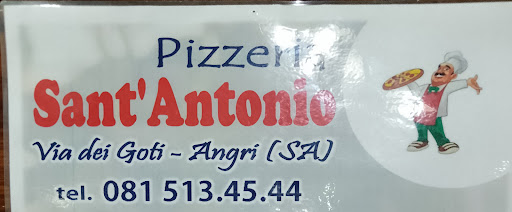 Pizzeria
Sant'Antonio
Via dei Goti - Angri (SA)
tel. 081 513.45.44